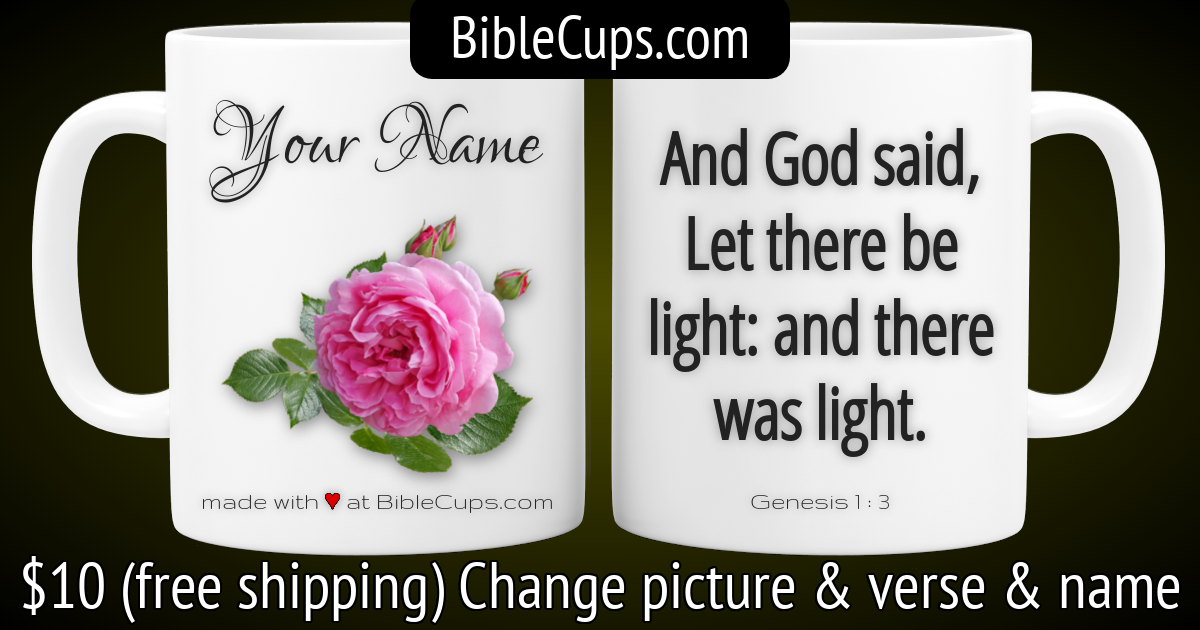 BibleCups.com
Your Name
made with ♥ at BibleCups.com
And God said,
Let there be
light: and there
was light.
Genesis 1 : 3
$10 (free shipping) Change picture & verse & name